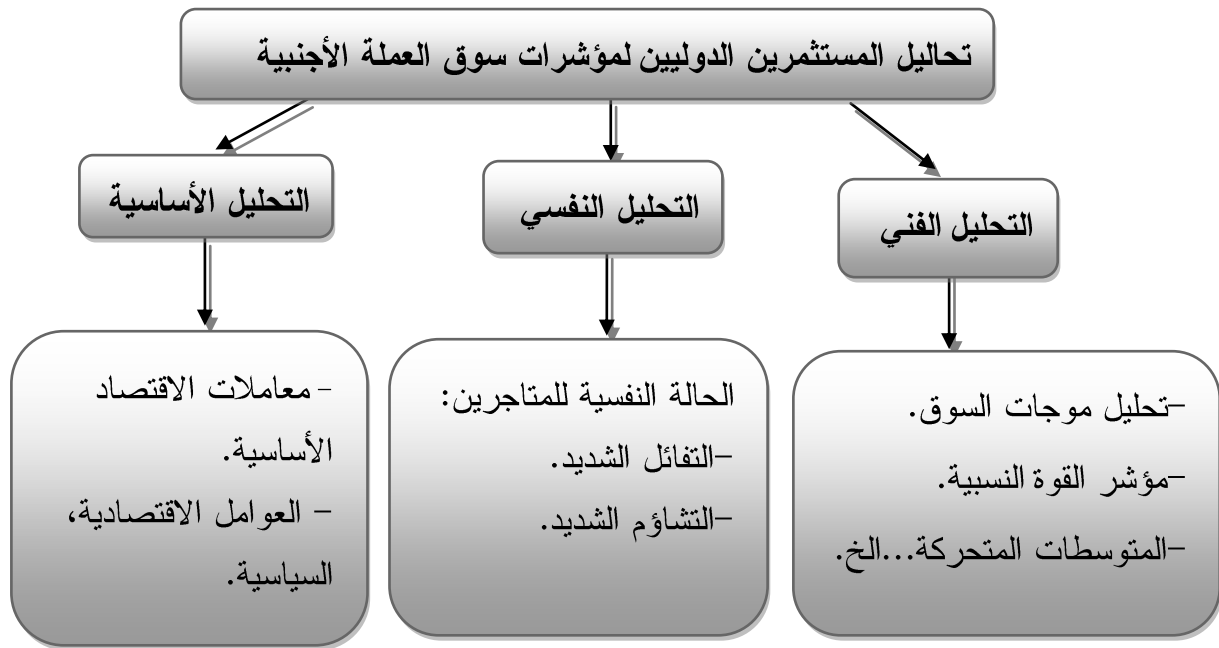 تحاليل المستثمرين الدوليين لمؤشرات سوق العملة الأجنبية
التحليل الفني
التحليل النفسي
التحليل الأساسية
-تحليل موجات السوق.
-مؤشر القوة النسبية.
-المتوسطات المتحركة...الخ.
الحالة النفسية للمتاجرين:
-التفائل الشديد.
-التشاؤم الشديد.
- معاملات الاقتصاد
الأساسية.
- العوامل الاقتصادية،
السياسية.